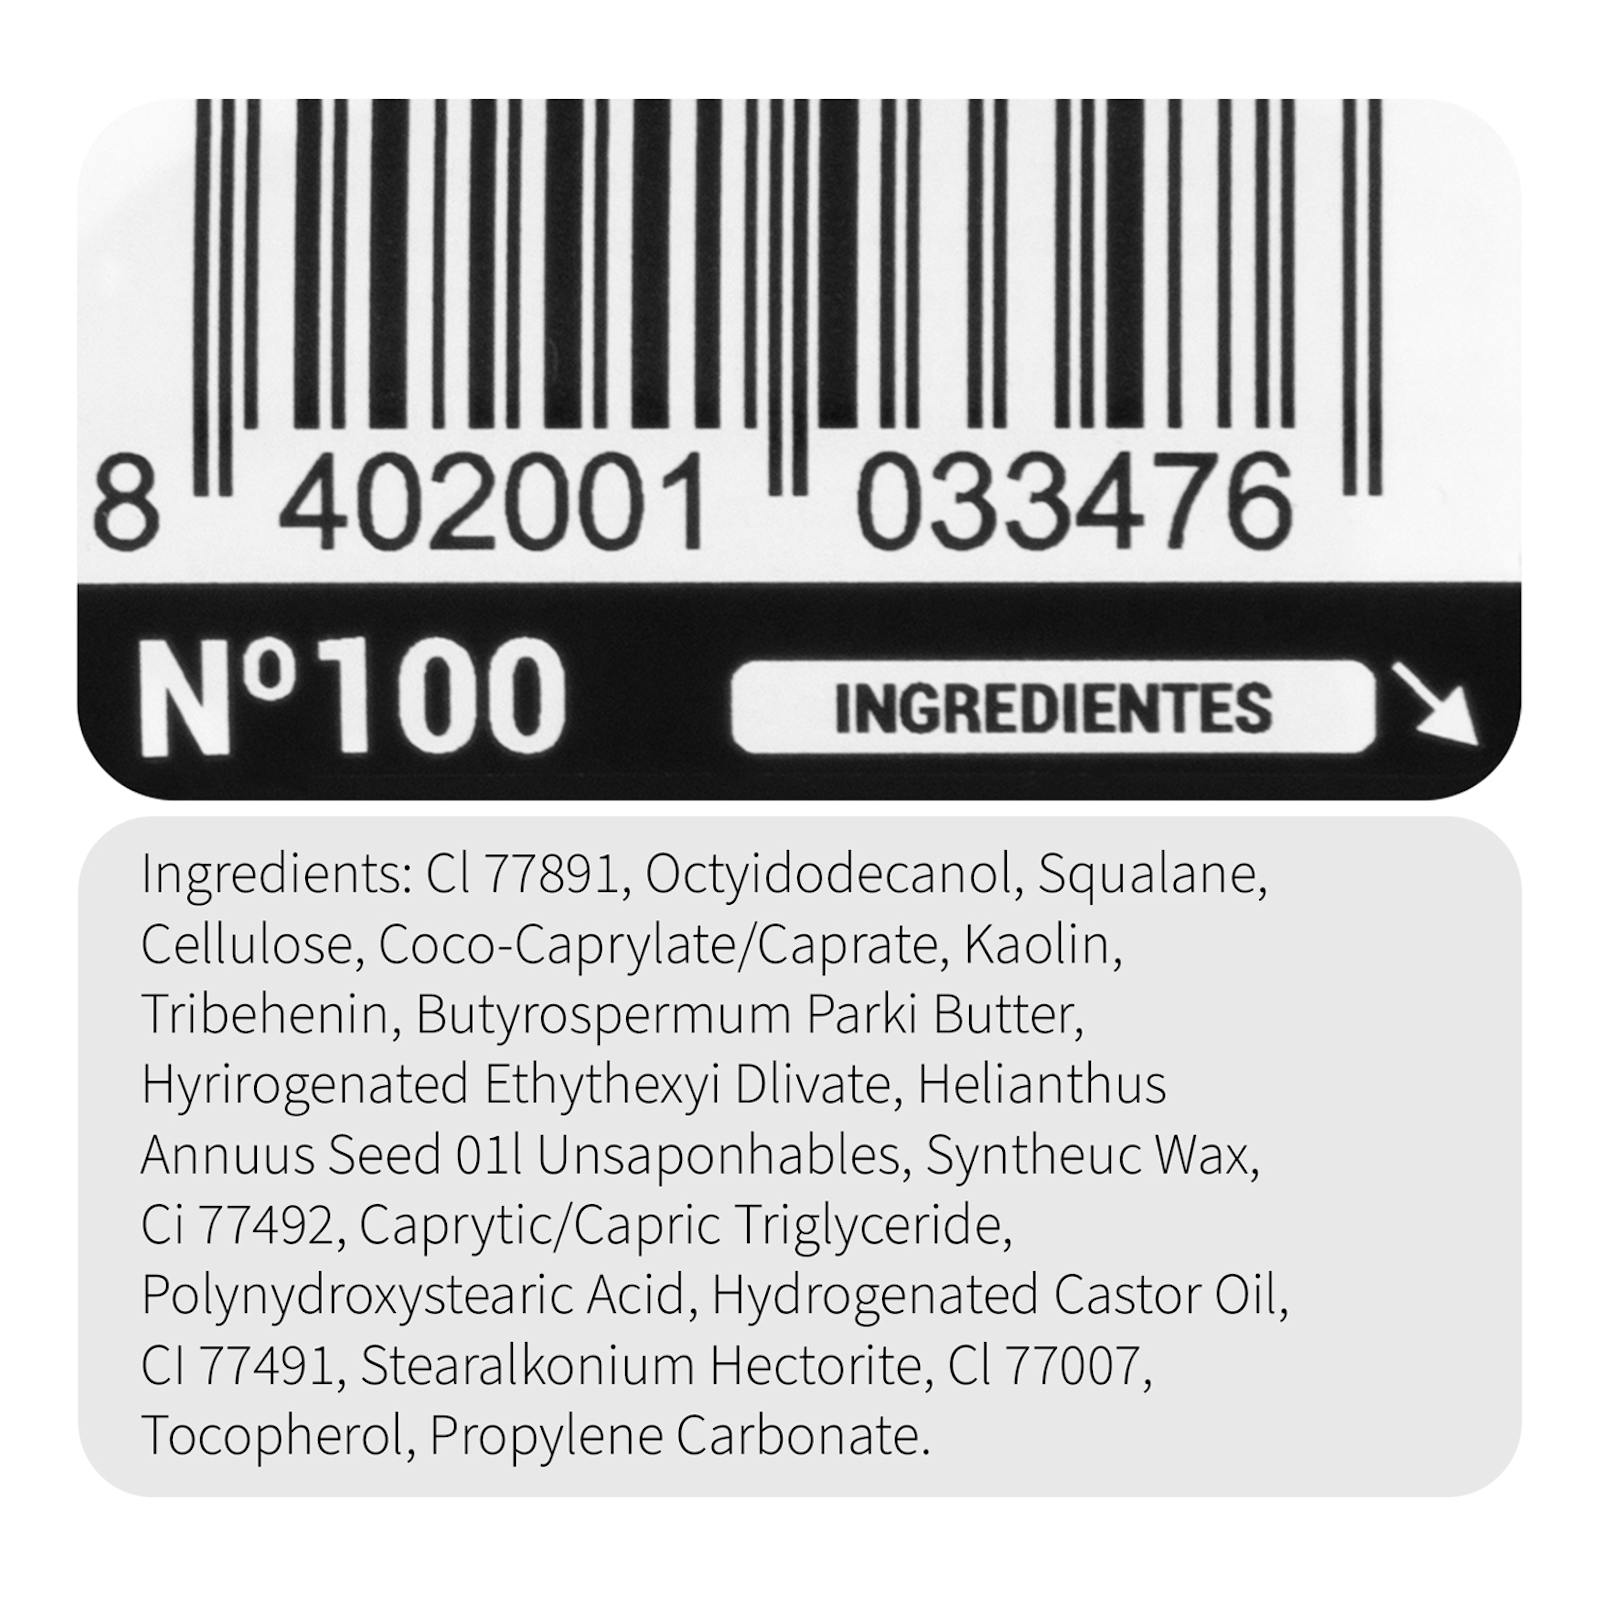 8 402001 033476
Nº100 INGREDIENTES
Ingredients: Cl 77891, Octyidodecanol, Squalane,
Cellulose, Coco-Caprylate/Caprate, Kaolin,
Tribehenin, Butyrospermum Parki Butter,
Hyrirogenated Ethythexyi Dlivate, Helianthus
Annuus Seed 01l Unsaponhables, Syntheuc Wax,
Ci 77492, Caprytic/Capric Triglyceride,
Polynydroxystearic Acid, Hydrogenated Castor Oil,
CI 77491, Stearalkonium Hectorite, Cl 77007,
Tocopherol, Propylene Carbonate.